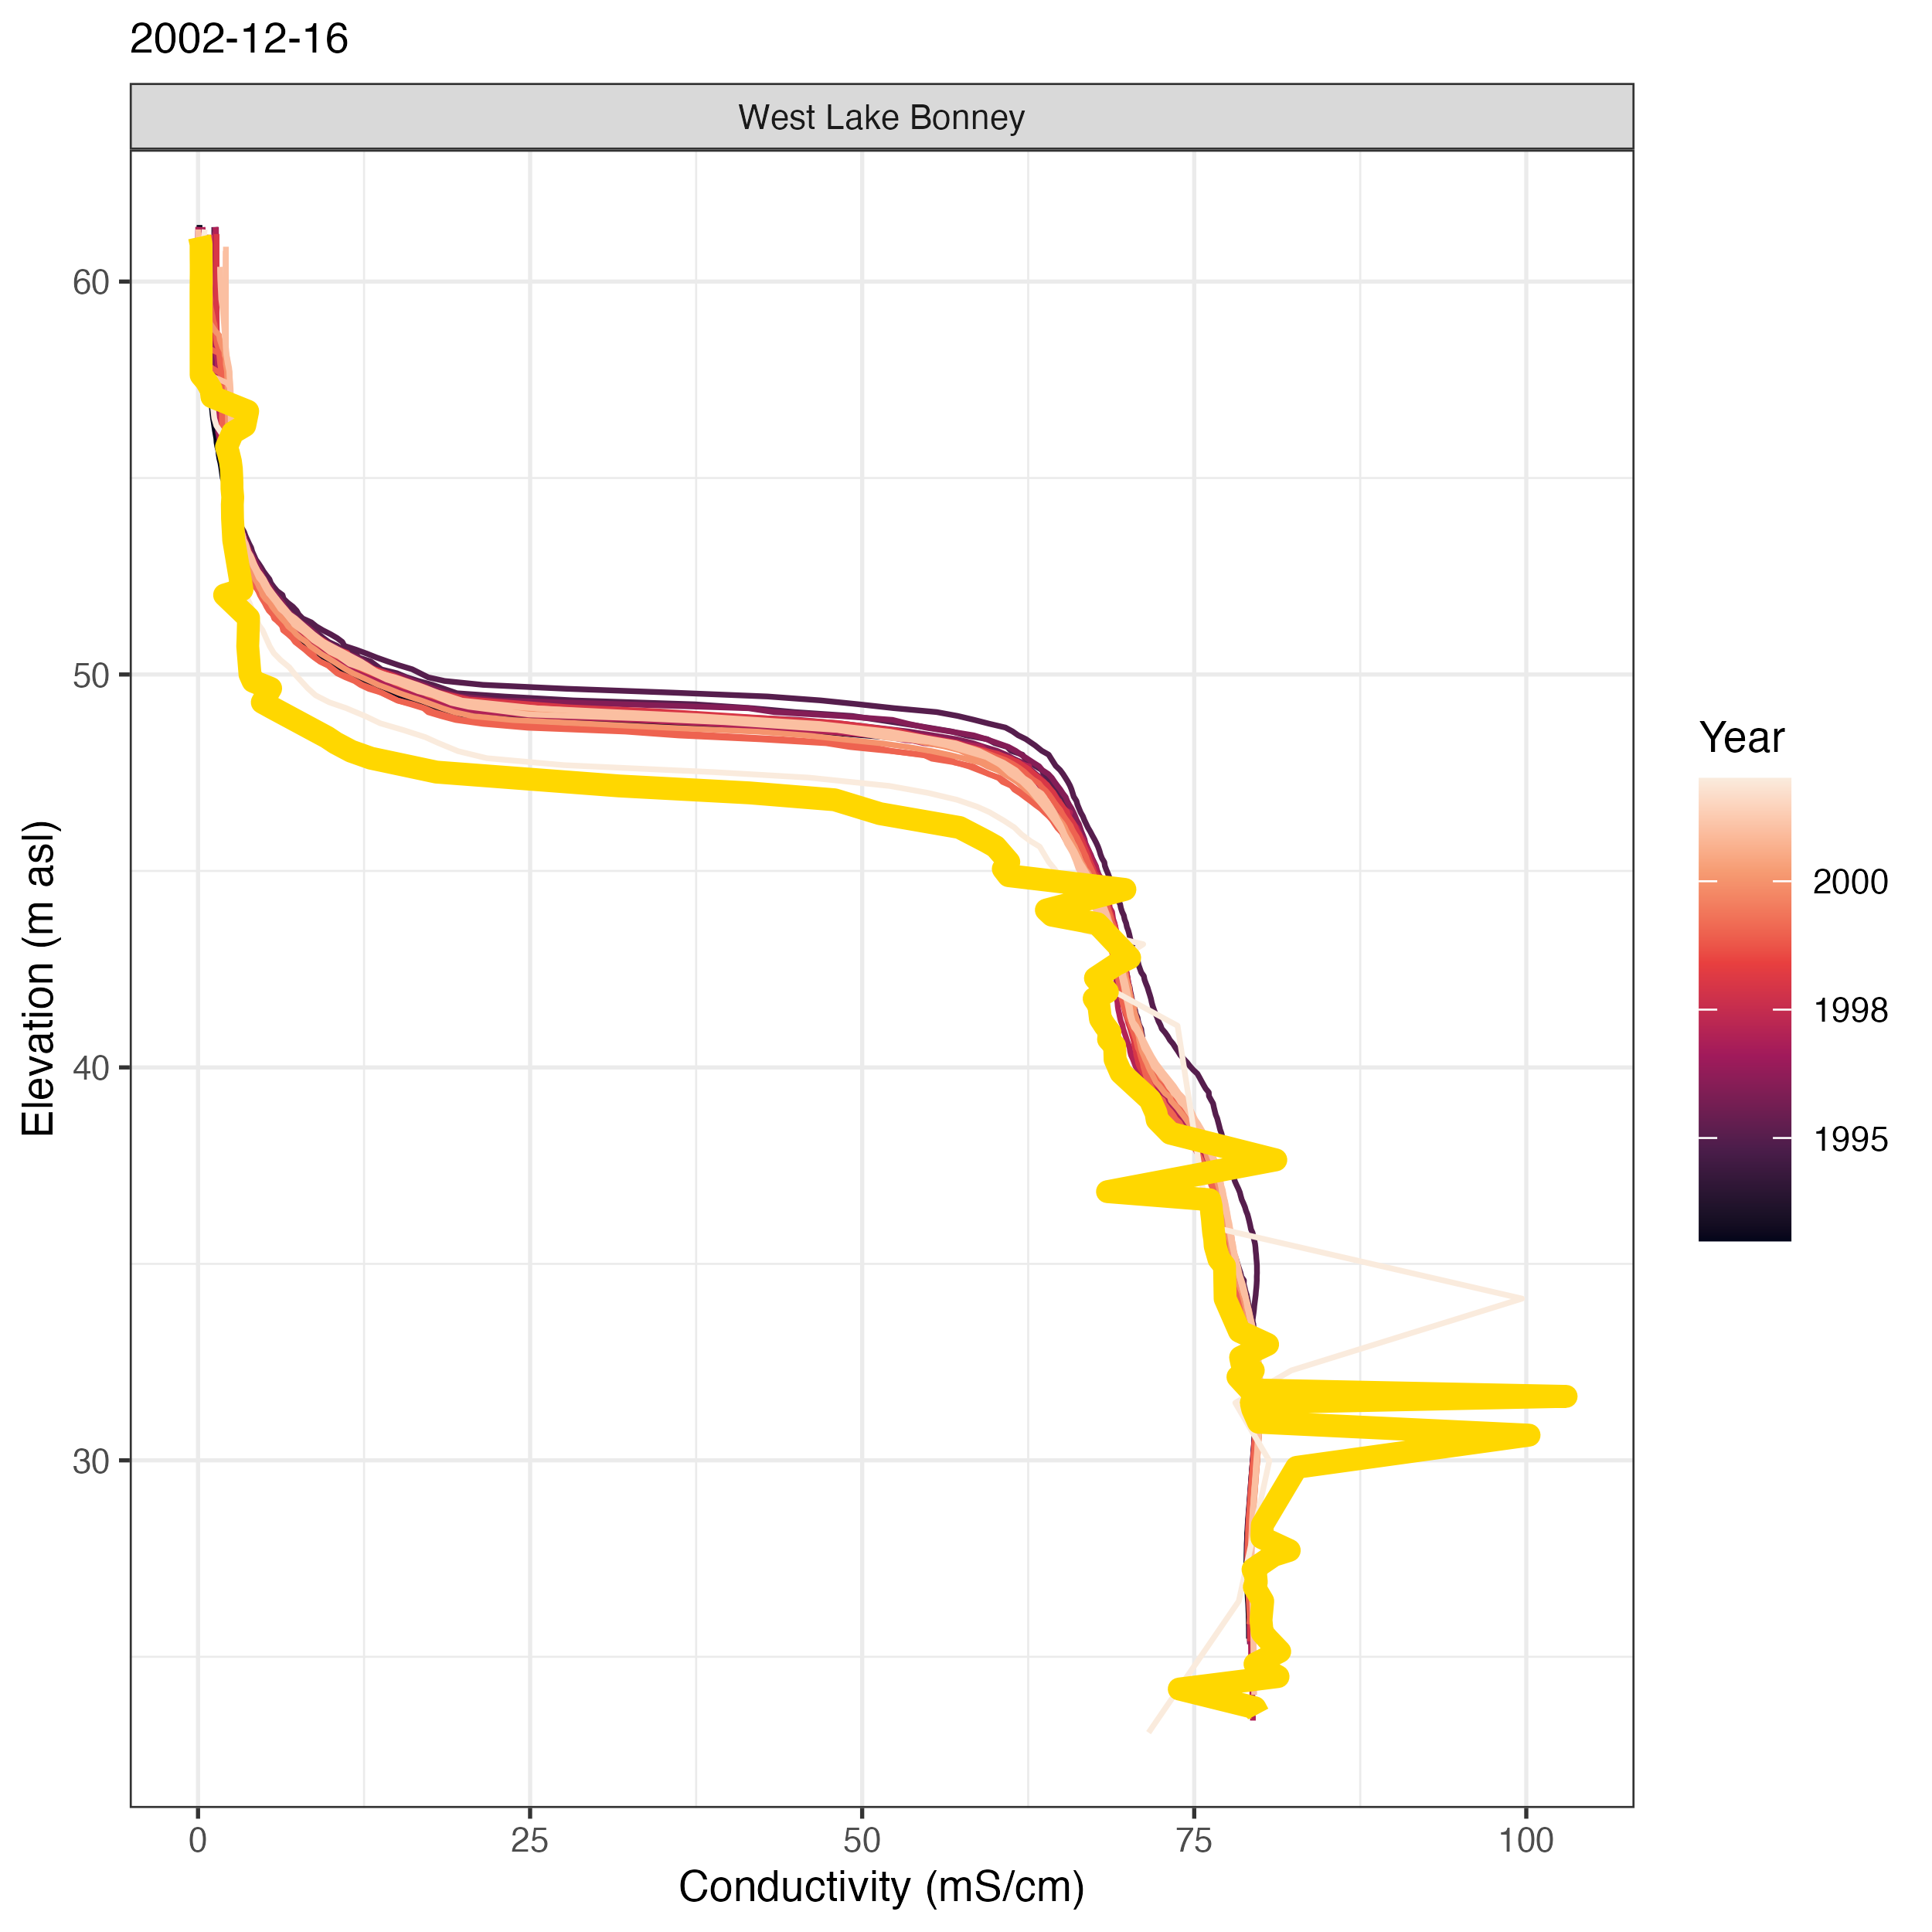 2002-12-16
West Lake Bonney
60
50
40
30
Elevation (m asl)
0 25 50 75 100
Conductivity (mS/cm)
Year
2000
1998
1995